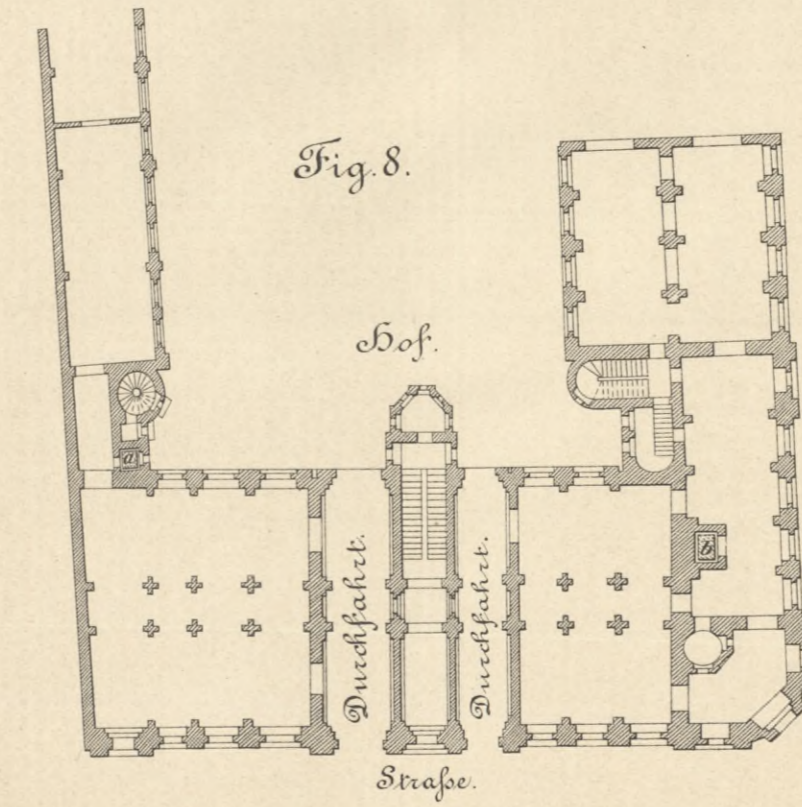 Fig. 8.
Hof.
a
b
Durchfahrt.
Durchfahrt.
Straße.